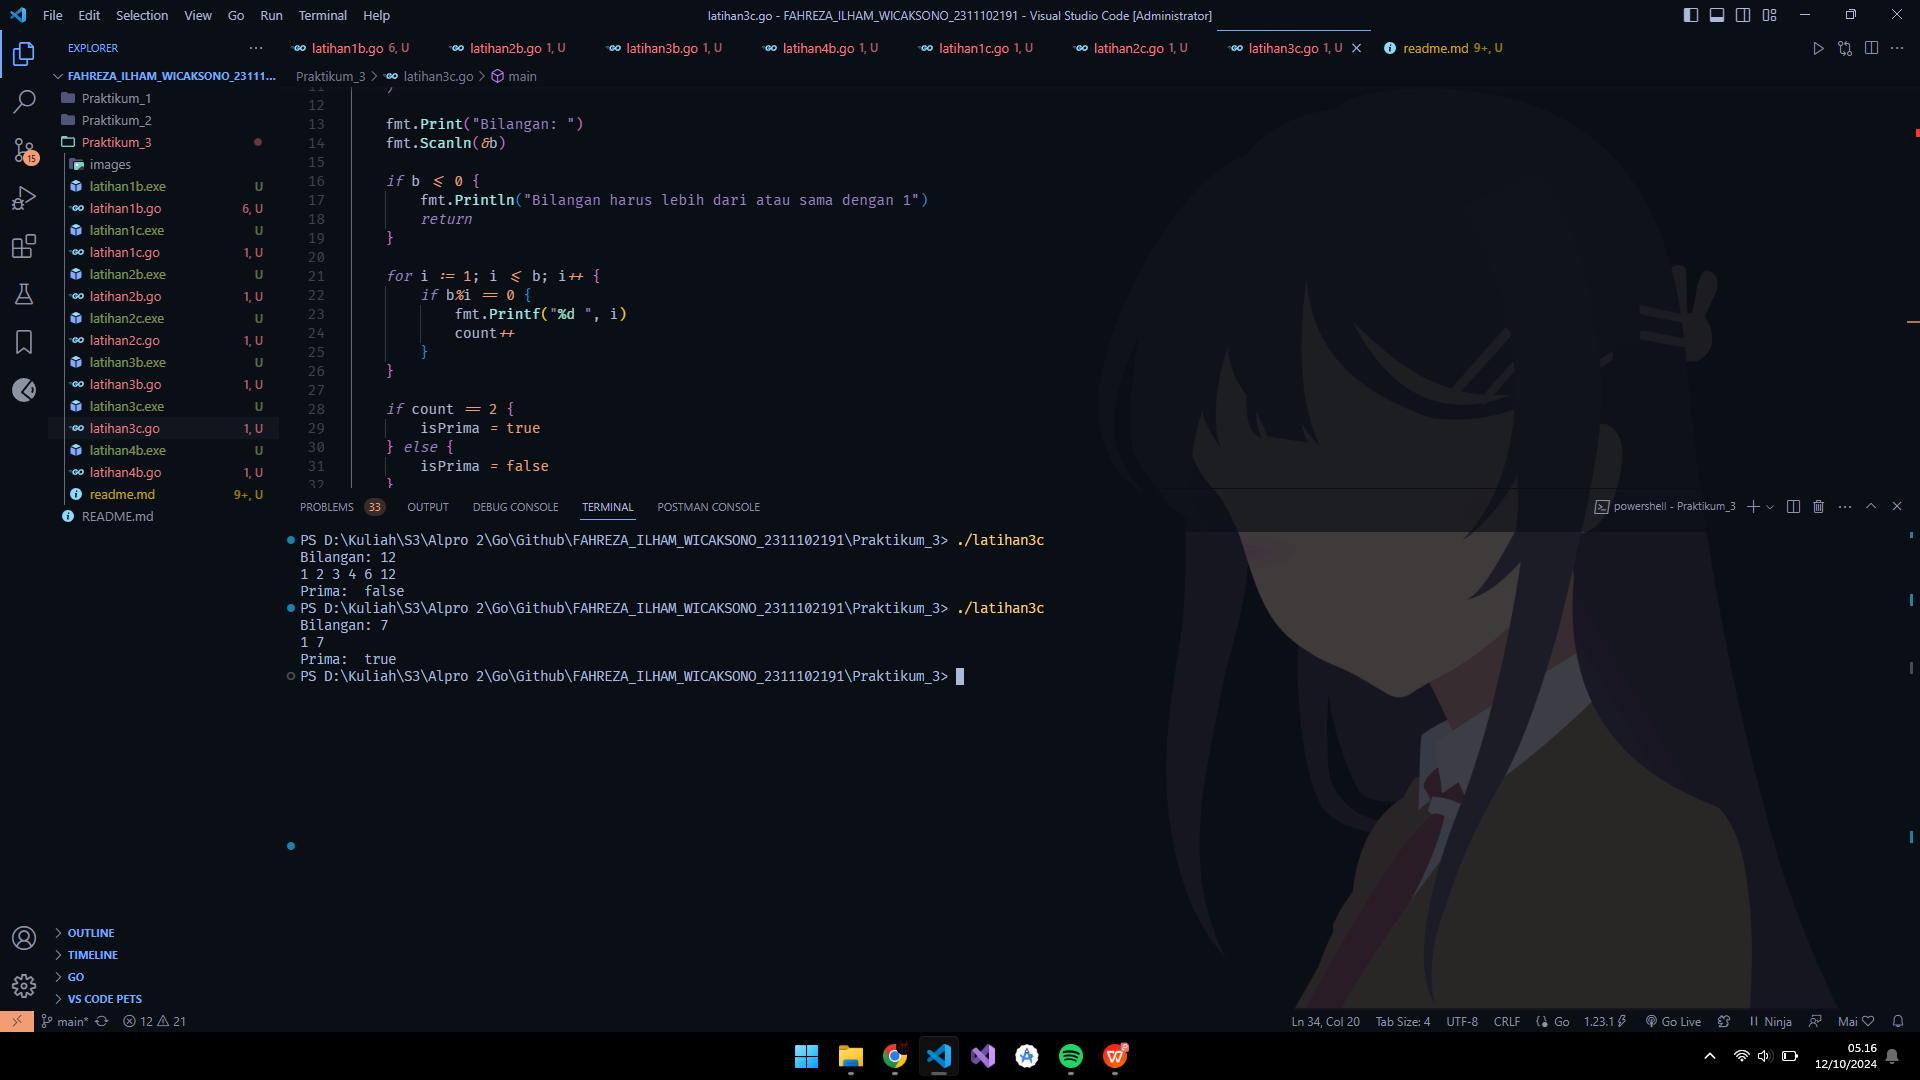 File Edit Selection View Go Run Terminal Help
latihan3c.go - FAHREZA_ILHAM_WICAKSONO_2311102191 - Visual Studio Code [Administrator]
EXPLORER
latihan1b.go 6, U
latihan2b.go 1, U
latihan3b.go 1, U
latihan4b.go 1, U
latihan1c.go 1, U
latihan2c.go 1, U
latihan3c.go 1, U
readme.md 9+, U
FAHREZA_ILHAM_WICAKSONO_23111...
Praktikum_3 > latihan3c.go > main
Praktikum_1
Praktikum_2
Praktikum_3
images
latihan1b.exe U
latihan1b.go 6, U
latihan1c.exe U
latihan1c.go 1, U
latihan2b.exe U
latihan2b.go 1, U
latihan2c.exe U
latihan2c.go 1, U
latihan3b.exe U
latihan3b.go 1, U
latihan3c.exe U
latihan3c.go 1, U
latihan4b.exe U
latihan4b.go 1, U
readme.md 9+, U
README.md
15
11 )
12
13 fmt.Print("Bilangan: ")
14 fmt.Scanln(&b)
15
16 if b <= 0 {
17 fmt.Println("Bilangan harus lebih dari atau sama dengan 1")
18 return
19 }
20
21 for i := 1; i <= b; i++ {
22 if b%i == 0 {
23 fmt.Printf("%d ", i)
24 count++
25 }
26 }
27
28 if count == 2 {
29 isPrima = true
30 } else {
31 isPrima = false
32 }
PROBLEMS 33 OUTPUT DEBUG CONSOLE TERMINAL POSTMAN CONSOLE
powershell - Praktikum_3
PS D:\Kuliah\S3\Alpro 2\Go\Github\FAHREZA_ILHAM_WICAKSONO_2311102191\Praktikum_3> ./latihan3c
Bilangan: 12
1 2 3 4 6 12
Prima:  false
PS D:\Kuliah\S3\Alpro 2\Go\Github\FAHREZA_ILHAM_WICAKSONO_2311102191\Praktikum_3> ./latihan3c
Bilangan: 7
1 7
Prima:  true
PS D:\Kuliah\S3\Alpro 2\Go\Github\FAHREZA_ILHAM_WICAKSONO_2311102191\Praktikum_3>
OUTLINE
TIMELINE
GO
VS CODE PETS
main* 12 21
Ln 34, Col 20 Tab Size: 4 UTF-8 CRLF Go 1.23.1 Go Live Ninja Mai
05.16
12/10/2024